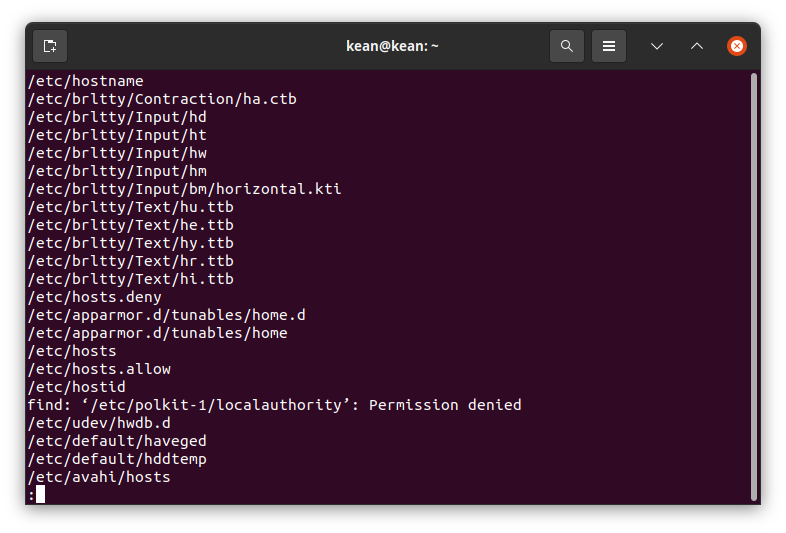 kean@kean: ~
/etc/hostname
/etc/brltty/Contraction/ha.ctb
/etc/brltty/Input/hd
/etc/brltty/Input/ht
/etc/brltty/Input/hw
/etc/brltty/Input/hm
/etc/brltty/Input/bm/horizontal.kti
/etc/brltty/Text/hu.ttb
/etc/brltty/Text/he.ttb
/etc/brltty/Text/hy.ttb
/etc/brltty/Text/hr.ttb
/etc/brltty/Text/hi.ttb
/etc/hosts.deny
/etc/apparmor.d/tunables/home.d
/etc/apparmor.d/tunables/home
/etc/hosts
/etc/hosts.allow
/etc/hostid
find: ‘/etc/polkit-1/localauthority’: Permission denied
/etc/udev/hwdb.d
/etc/default/haveged
/etc/default/hddtemp
/etc/avahi/hosts
: